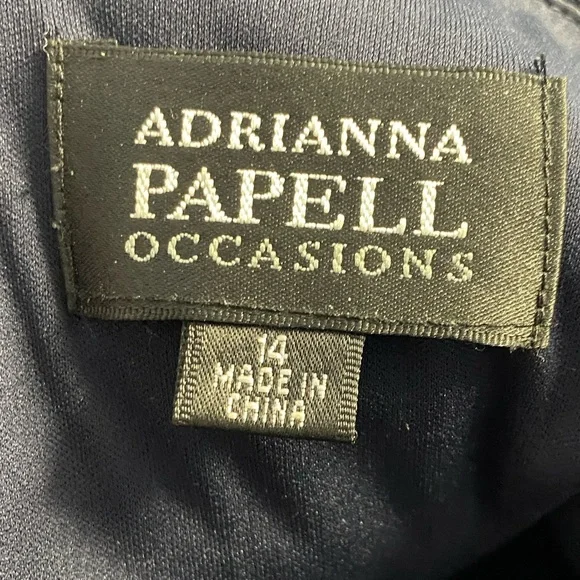 ADRIANNA
PAPELL
OCCASIONS
14
MADE IN
CHINA